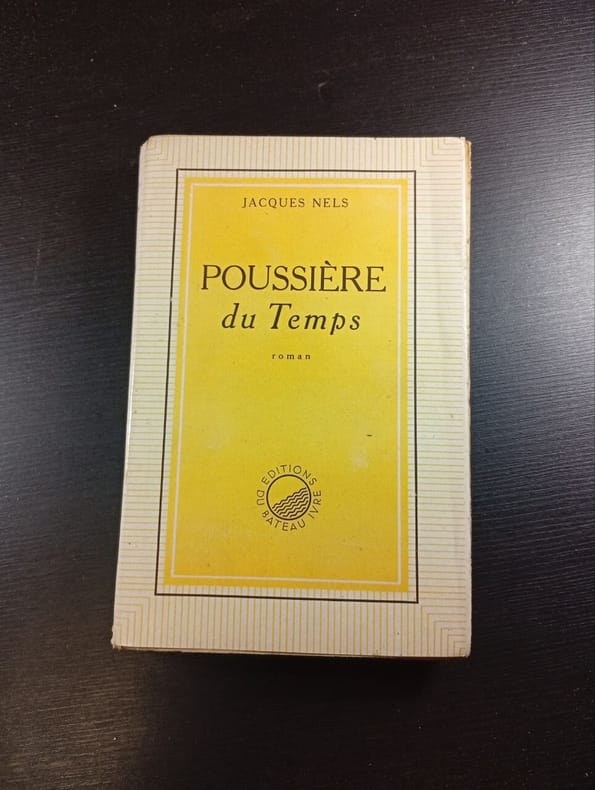 JACQUES NELS
POUSSIÈRE
du Temps
roman
EDITIONS
DU BATEAU IVRE